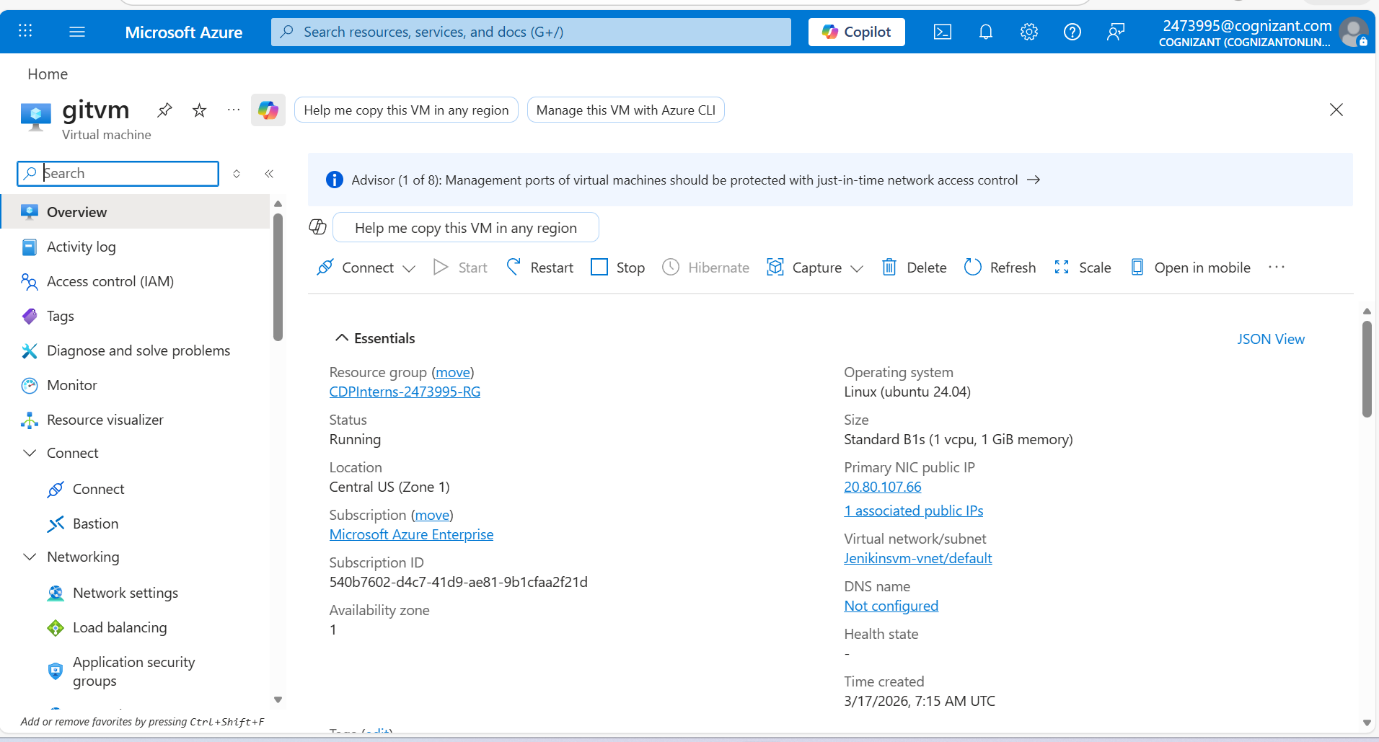 Microsoft Azure
Search resources, services, and docs (G+/)
Copilot
2473995@cognizant.com
COGNIZANT (COGNIZANTONLIN...
Home
gitvm
Virtual machine
Help me copy this VM in any region
Manage this VM with Azure CLI
Search
Advisor (1 of 8): Management ports of virtual machines should be protected with just-in-time network access control →
Help me copy this VM in any region
Connect Start Restart Stop Hibernate Capture Delete Refresh Scale Open in mobile ...
Overview
Activity log
Access control (IAM)
Tags
Diagnose and solve problems
Monitor
Resource visualizer
Connect
Connect
Bastion
Networking
Network settings
Load balancing
Application security
groups
Add or remove favorites by pressing Ctrl+Shift+F
Essentials
JSON View
Resource group (move)
CDPInterns-2473995-RG
Status
Running
Location
Central US (Zone 1)
Subscription (move)
Microsoft Azure Enterprise
Subscription ID
540b7602-d4c7-41d9-ae81-9b1cfaa2f21d
Availability zone
1
Operating system
Linux (ubuntu 24.04)
Size
Standard B1s (1 vcpu, 1 GiB memory)
Primary NIC public IP
20.80.107.66
1 associated public IPs
Virtual network/subnet
Jenikinsvm-vnet/default
DNS name
Not configured
Health state
-
Time created
3/17/2026, 7:15 AM UTC
Tags (edit)